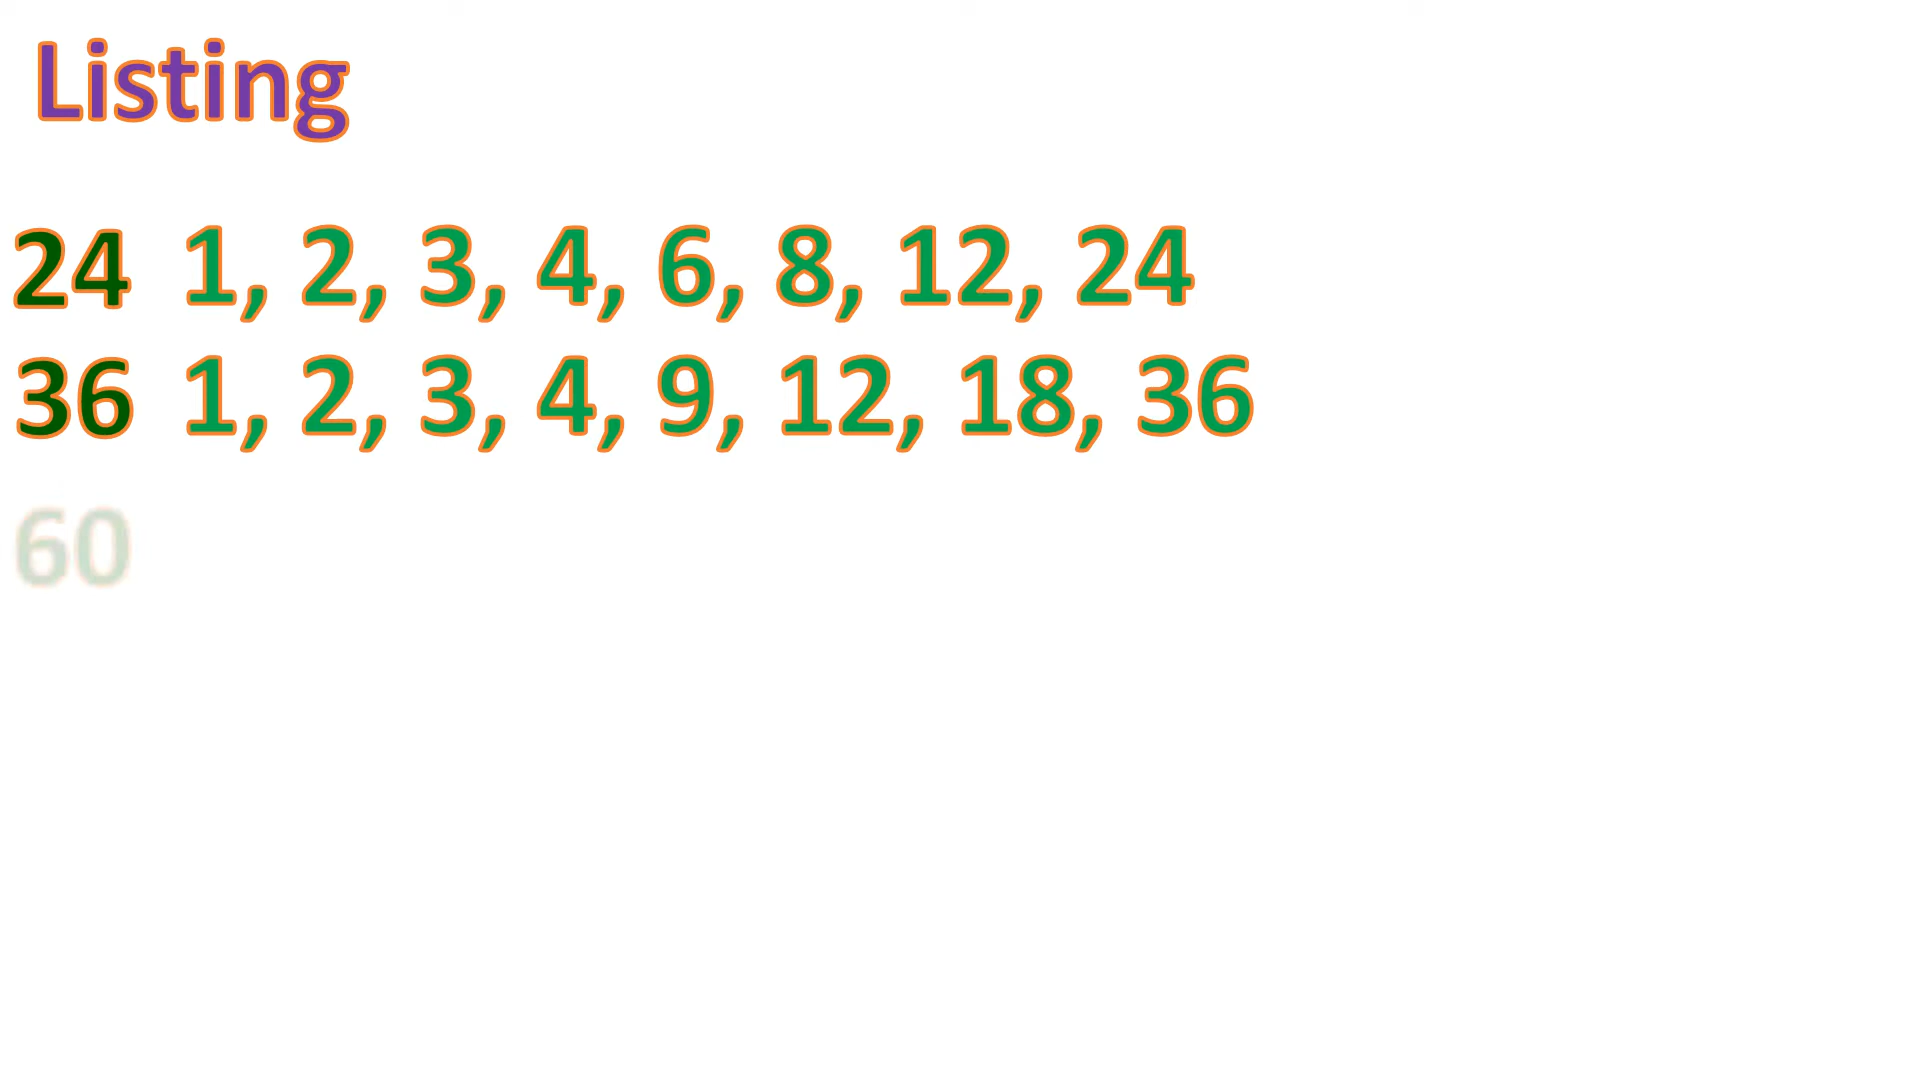 Listing
24 1, 2, 3, 4, 6, 8, 12, 24
36 1, 2, 3, 4, 9, 12, 18, 36
60